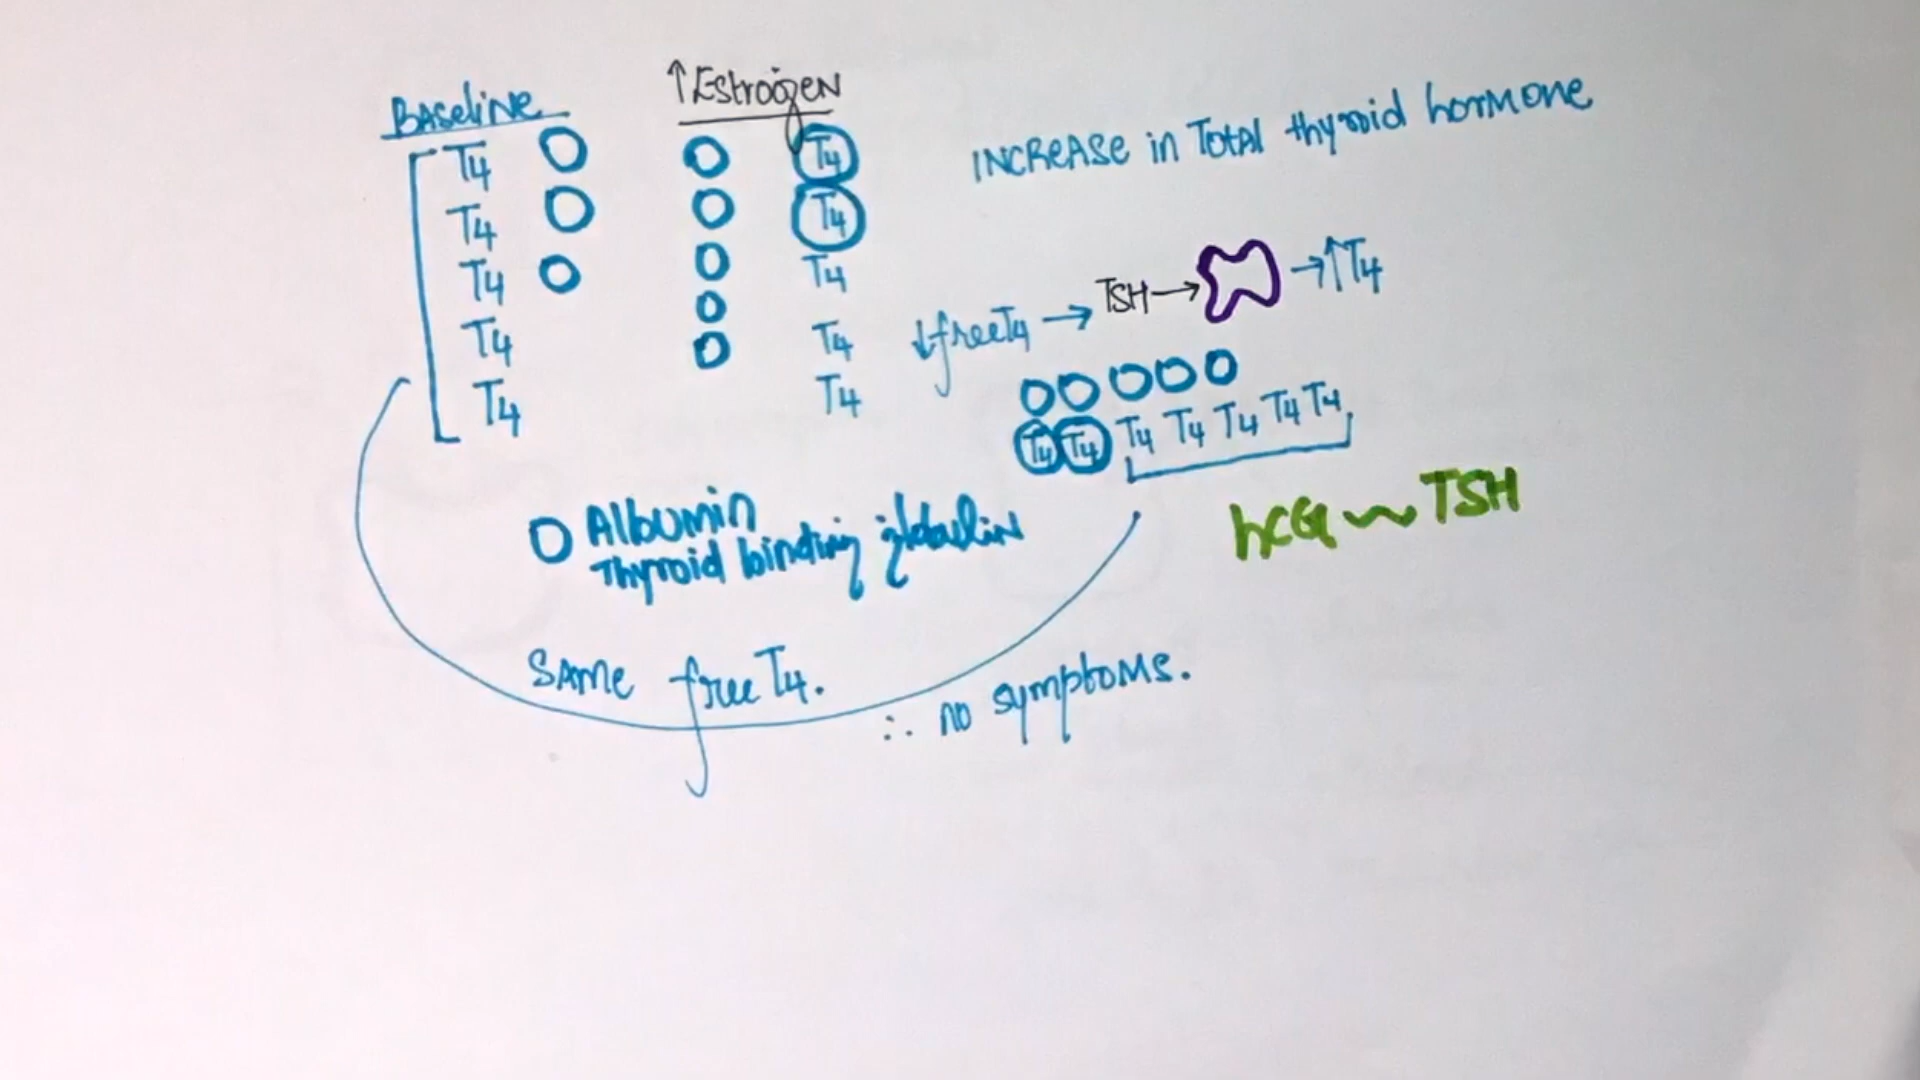 BASEliNE
↑EstrogEN
T4
T4
T4
T4
T4
T4
T4
T4
T4
T4
INCREASE in Total thyroid hormone
↓freeT4 → TSH → → ↑T4
T4 T4 T4 T4 T4 T4 T4
hCG ~ TSH
O Albumin
Thyroid binding globulin
SAMe free T4.
∴ no symptoms.